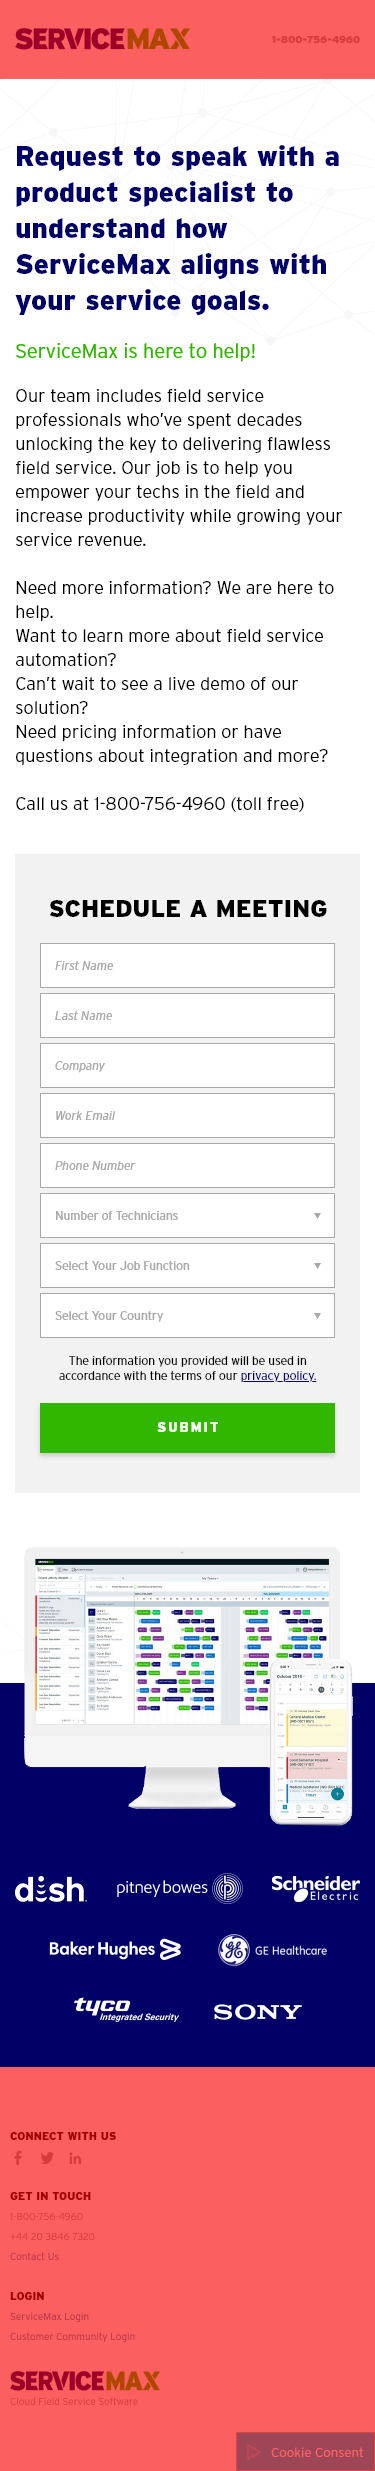 SERVICEMAX
1-800-756-4960
Request to speak with a
product specialist to
understand how
ServiceMax aligns with
your service goals.
ServiceMax is here to help!
Our team includes field service
professionals who've spent decades
unlocking the key to delivering flawless
field service. Our job is to help you
empower your techs in the field and
increase productivity while growing your
service revenue.
Need more information? We are here to
help.
Want to learn more about field service
automation?
Can't wait to see a live demo of our
solution?
Need pricing information or have
questions about integration and more?
Call us at 1-800-756-4960 (toll free)
SCHEDULE A MEETING
First Name
Last Name
Company
Work Email
Phone Number
Number of Technicians
Select Your Job Function
Select Your Country
The information you provided will be used in
accordance with the terms of our privacy policy.
SUBMIT
dish
pitney bowes
Schneider
Electric
Baker Hughes
GE Healthcare
tyco
Integrated Security
SONY
CONNECT WITH US
GET IN TOUCH
1-800-756-4960
+44 20 3846 7320
Contact Us
LOGIN
ServiceMax Login
Customer Community Login
SERVICEMAX
Cloud Field Service Software
Cookie Consent